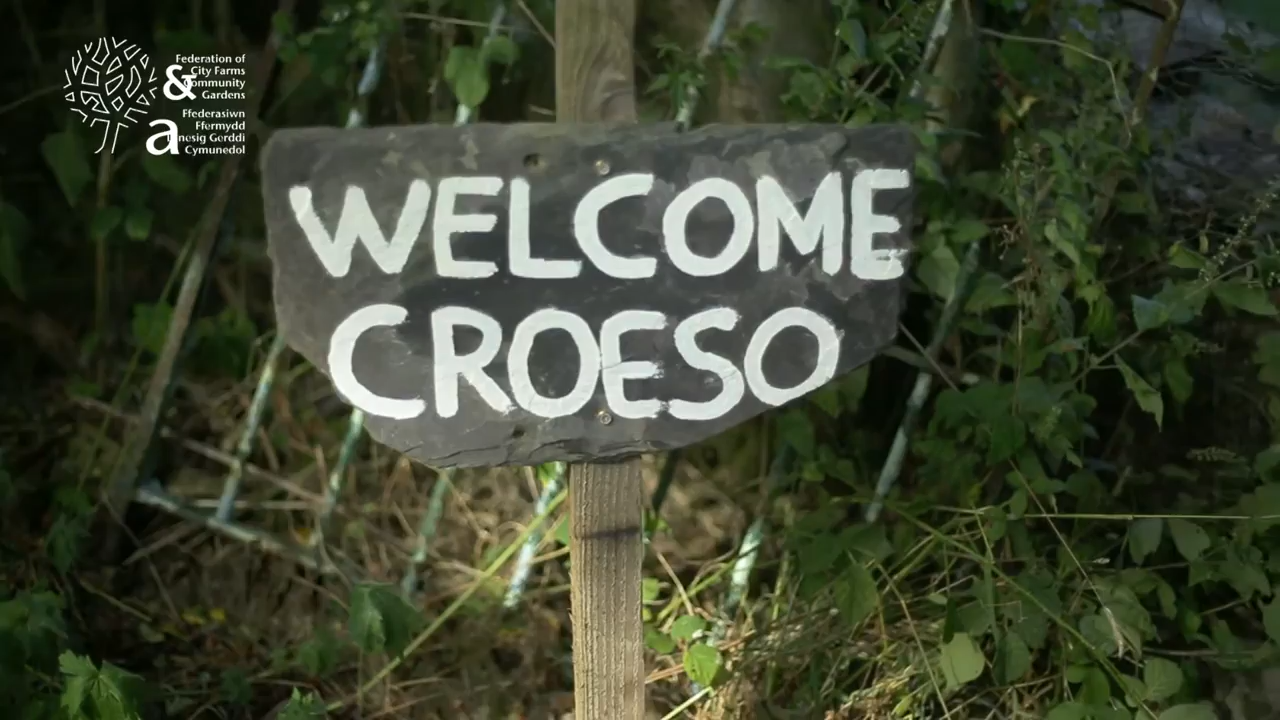 Federation of
& City Farms
Community
Gardens
Ffederasiwn
Ffermydd
a Dinesig Gerddi
Cymunedol
WELCOME
CROESO